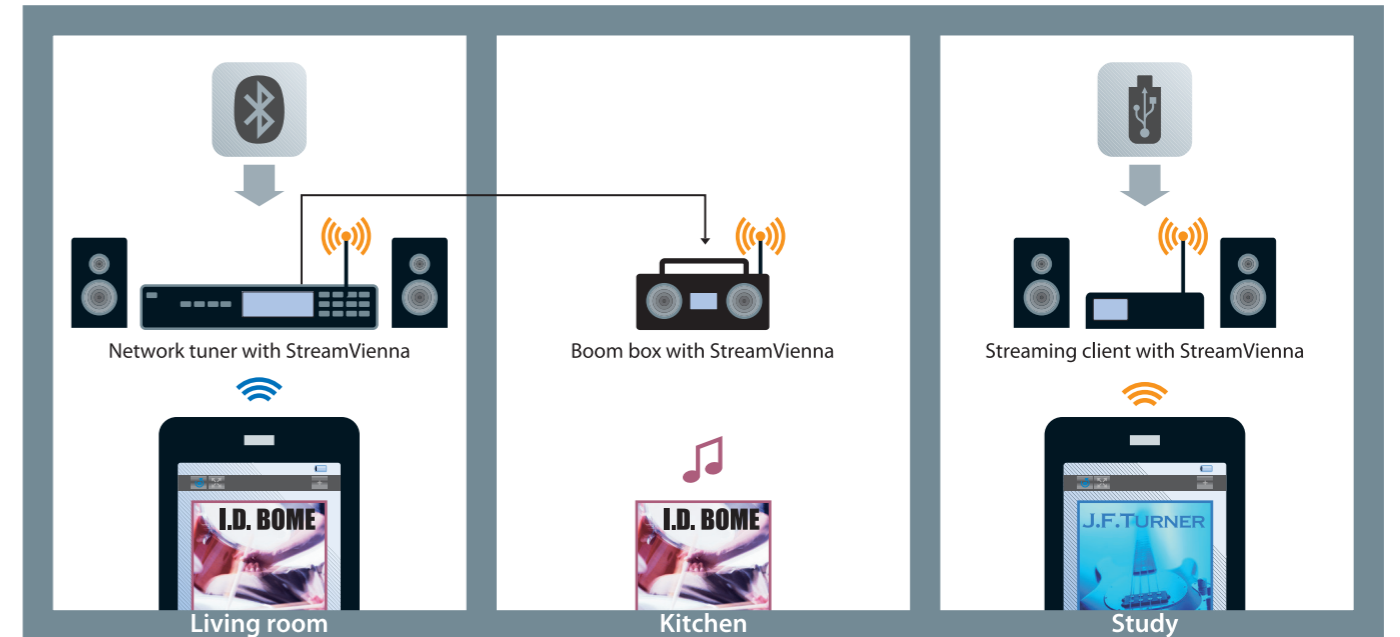 Network tuner with StreamVienna
Boom box with StreamVienna
Streaming client with StreamVienna
I.D. BOME
I.D. BOME
J.F.TURNER
Living room
Kitchen
Study